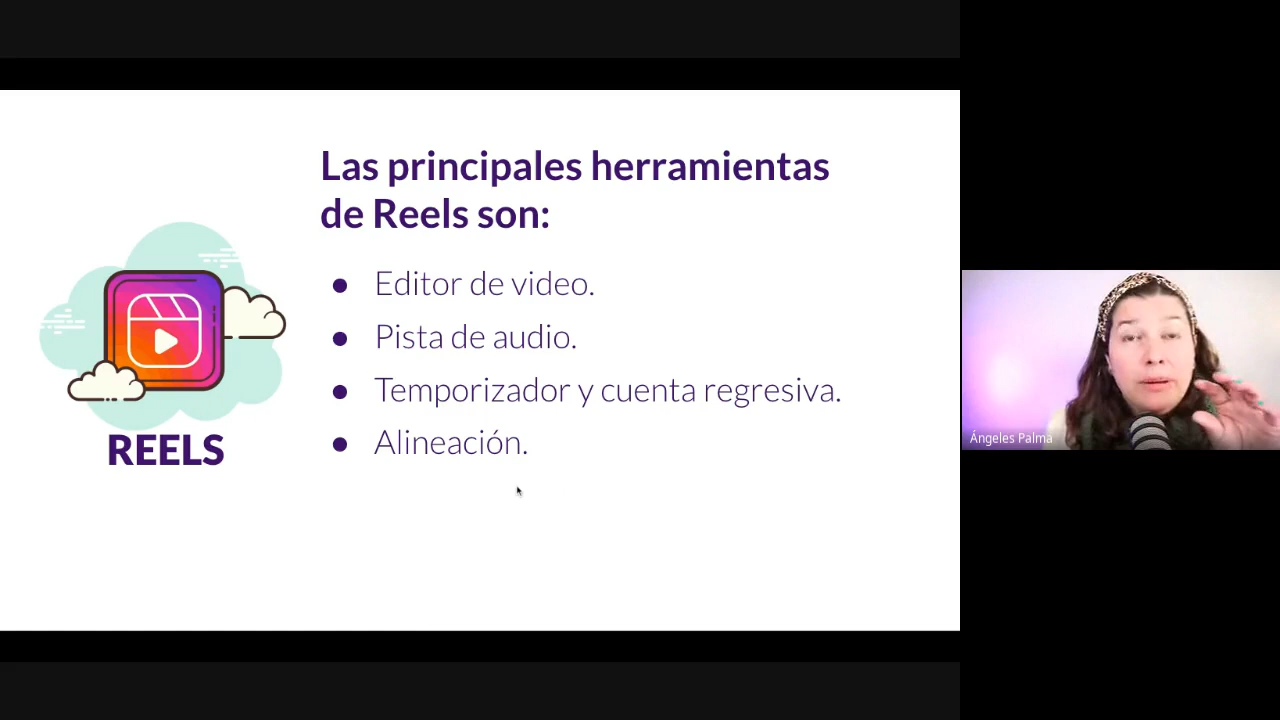 Las principales herramientas
de Reels son:
● Editor de video.
● Pista de audio.
● Temporizador y cuenta regresiva.
● Alineación.
REELS
Ángeles Palma